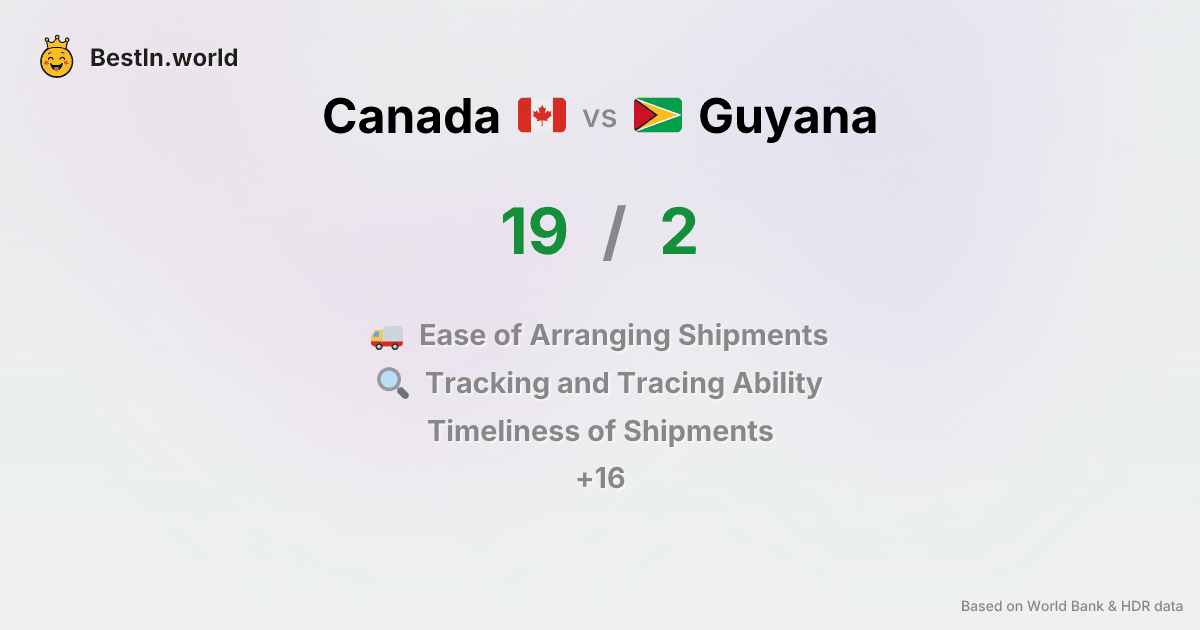 BestIn.world
Canada vs Guyana
19 / 2
Ease of Arranging Shipments
Tracking and Tracing Ability
Timeliness of Shipments
+16
Based on World Bank & HDR data